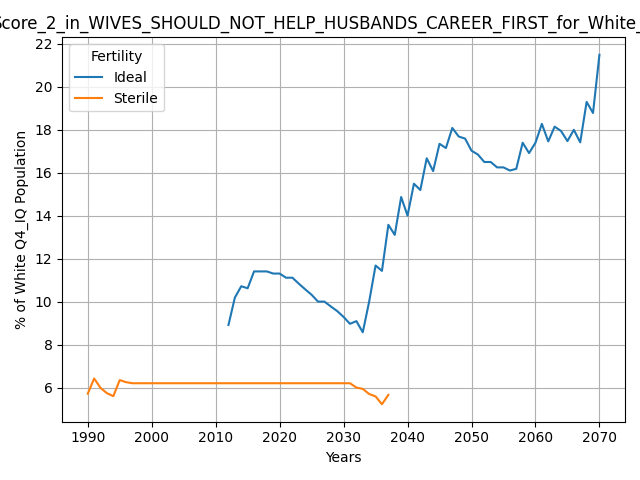 Score_2_in_WIVES_SHOULD_NOT_HELP_HUSBANDS_CAREER_FIRST_for_White_
Fertility
Ideal
Sterile
% of White Q4_IQ Population
22
20
18
16
14
12
10
8
6
1990 2000 2010 2020 2030 2040 2050 2060 2070
Years